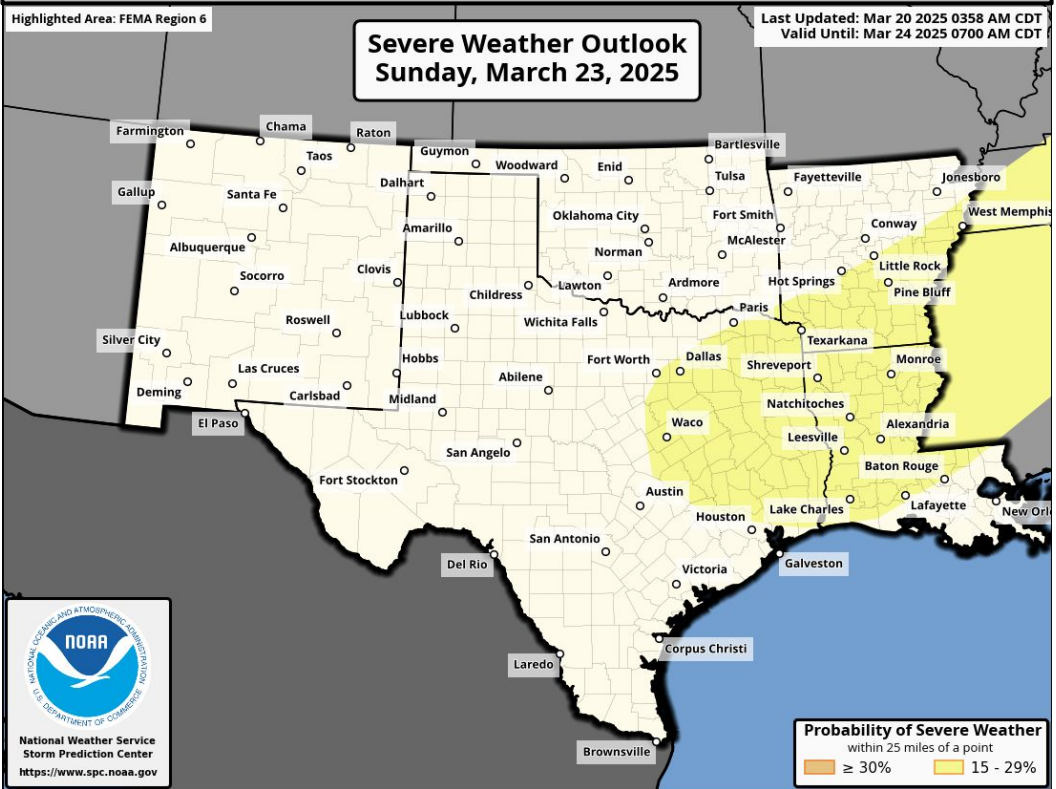 Highlighted Area: FEMA Region 6
Last Updated: Mar 20 2025 0358 AM CDT
Valid Until: Mar 24 2025 0700 AM CDT
Severe Weather Outlook
Sunday, March 23, 2025
Farmington
Chama
Raton
Taos
Guymon
Woodward
Enid
Bartlesville
Tulsa
Fayetteville
Jonesboro
Gallup
Santa Fe
Dalhart
Oklahoma City
Fort Smith
West Memphis
Albuquerque
Amarillo
Norman
McAlester
Conway
Socorro
Clovis
Childress
Lawton
Ardmore
Hot Springs
Little Rock
Pine Bluff
Roswell
Lubbock
Wichita Falls
Paris
Texarkana
Silver City
Las Cruces
Hobbs
Abilene
Fort Worth
Dallas
Shreveport
Monroe
Deming
Carlsbad
Midland
Natchitoches
El Paso
San Angelo
Waco
Leesville
Alexandria
Fort Stockton
Austin
Baton Rouge
Houston
Lake Charles
Lafayette
New Orl
Del Rio
San Antonio
Galveston
Victoria
Laredo
Corpus Christi
Brownsville
NATIONAL OCEANIC AND ATMOSPHERIC ADMINISTRATION
NOAA
U.S. DEPARTMENT OF COMMERCE
National Weather Service
Storm Prediction Center
https://www.spc.noaa.gov
Probability of Severe Weather
within 25 miles of a point
≥ 30%
15 - 29%